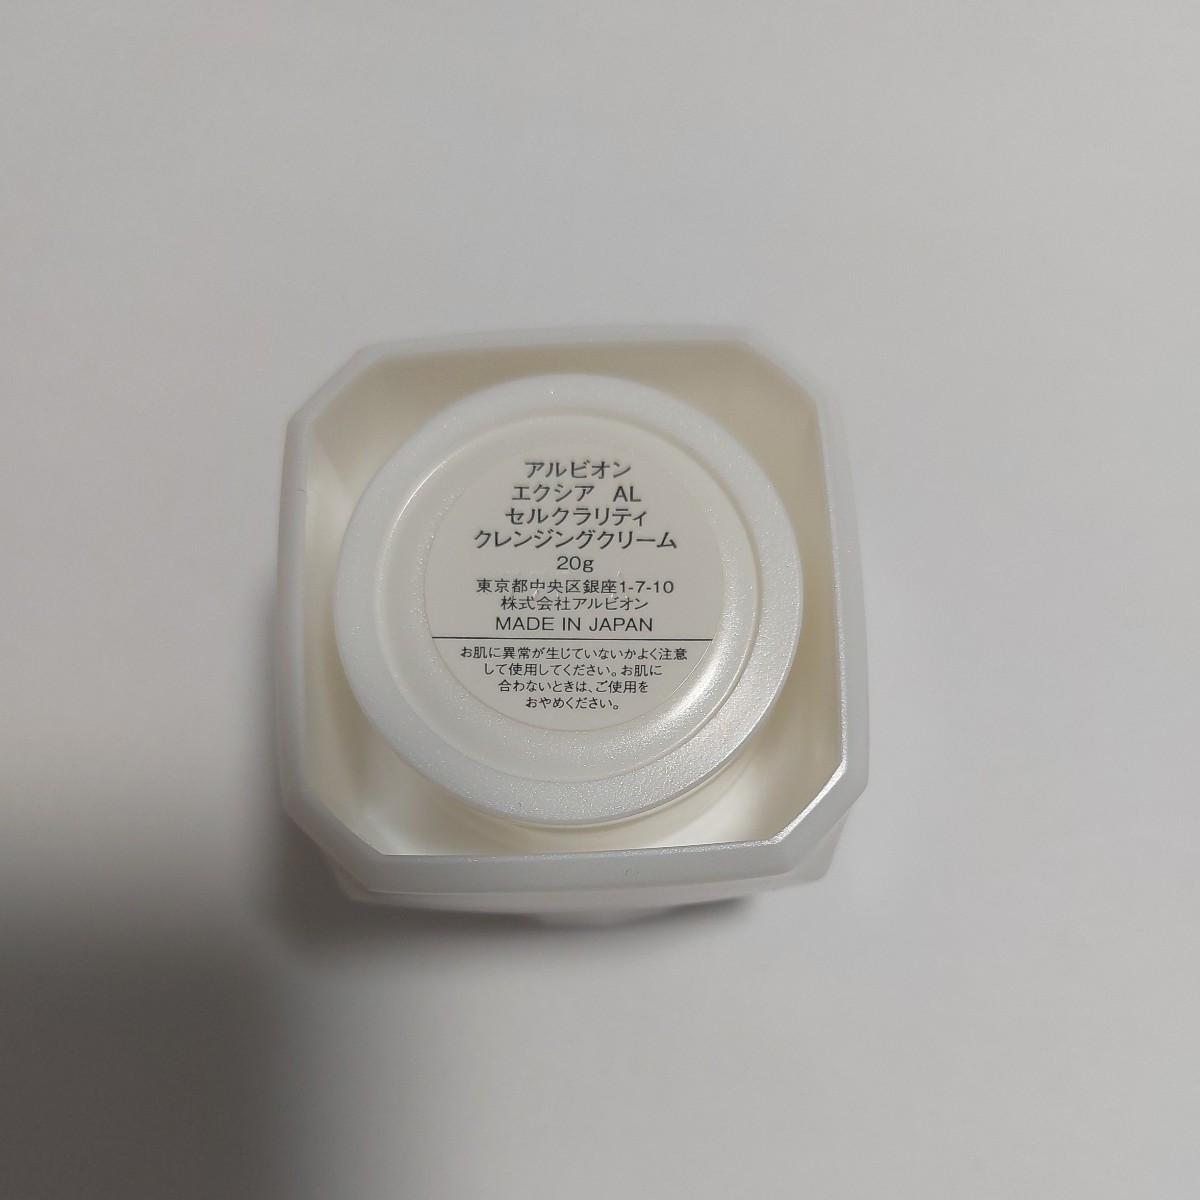 アルビオン
エクシア AL
セルクラリティ
クレンジングクリーム
20g
東京都中央区銀座1-7-10
株式会社アルビオン
MADE IN JAPAN
お肌に異常が生じていないかよく注意
して使用してください。お肌に
合わないときは、ご使用を
おやめください。